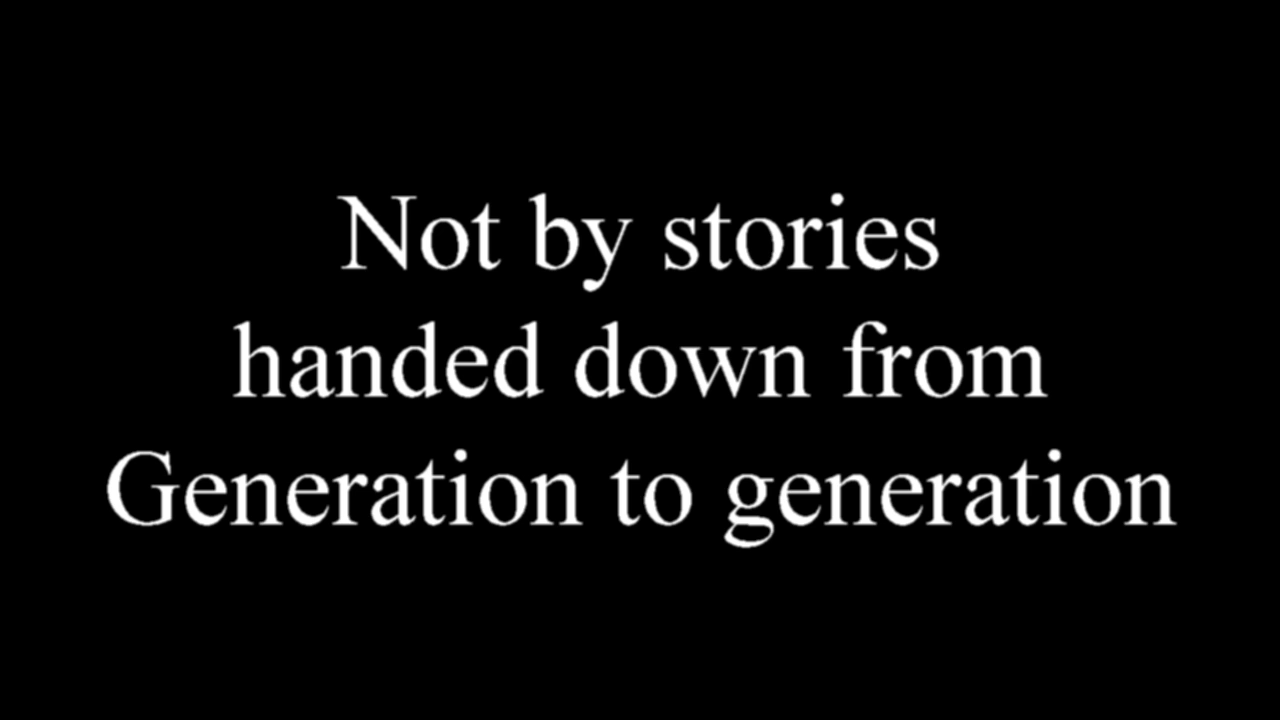 Not by stories
handed down from
Generation to generation